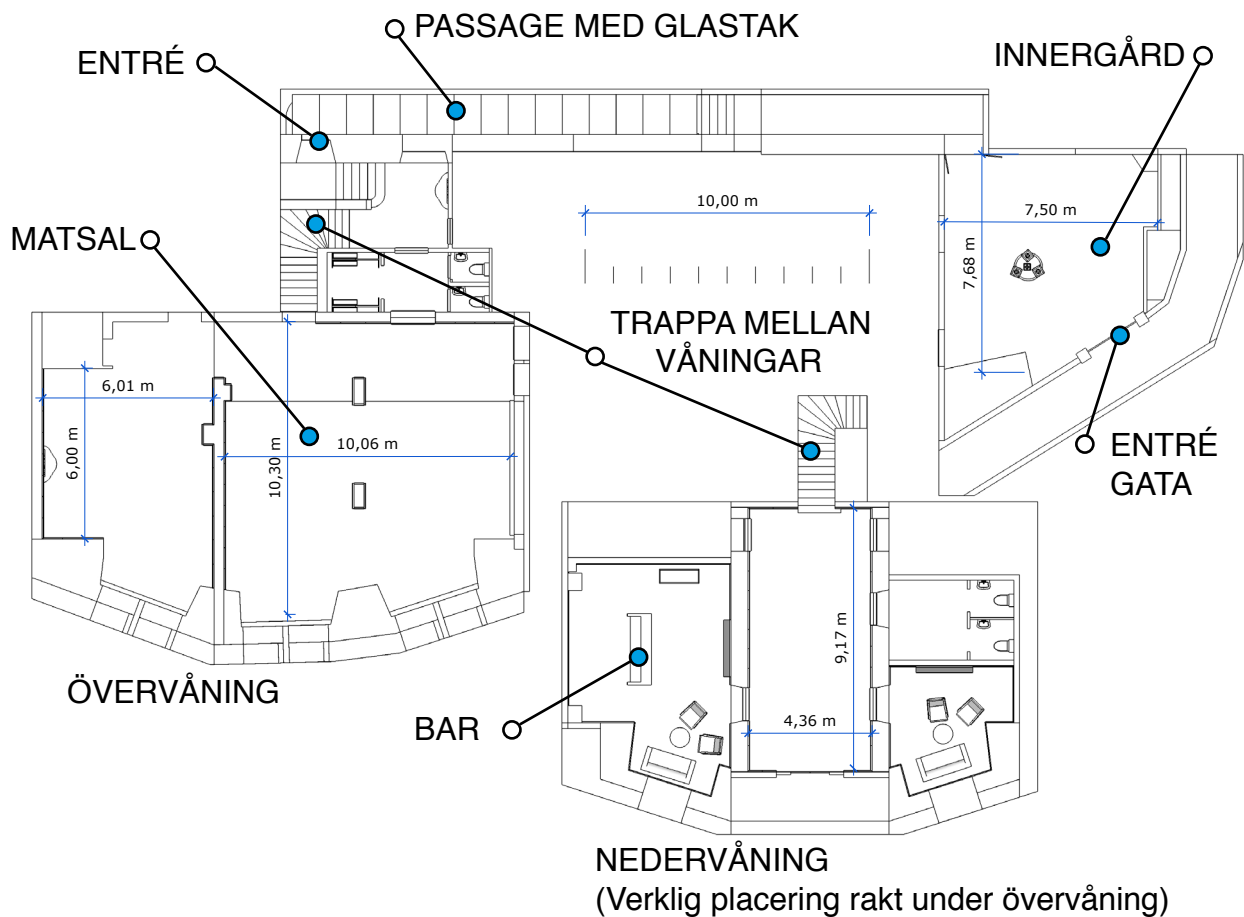 PASSAGE MED GLASTAK
ENTRÉ
INNERGÅRD
10,00 m
7,50 m
MATSAL
7,68 m
TRAPPA MELLAN
VÅNINGAR
6,01 m
10,06 m
6,00 m
10,30 m
ENTRÉ
GATA
9,17 m
ÖVERVÅNING
BAR
4,36 m
NEDERVÅNING
(Verklig placering rakt under övervåning)